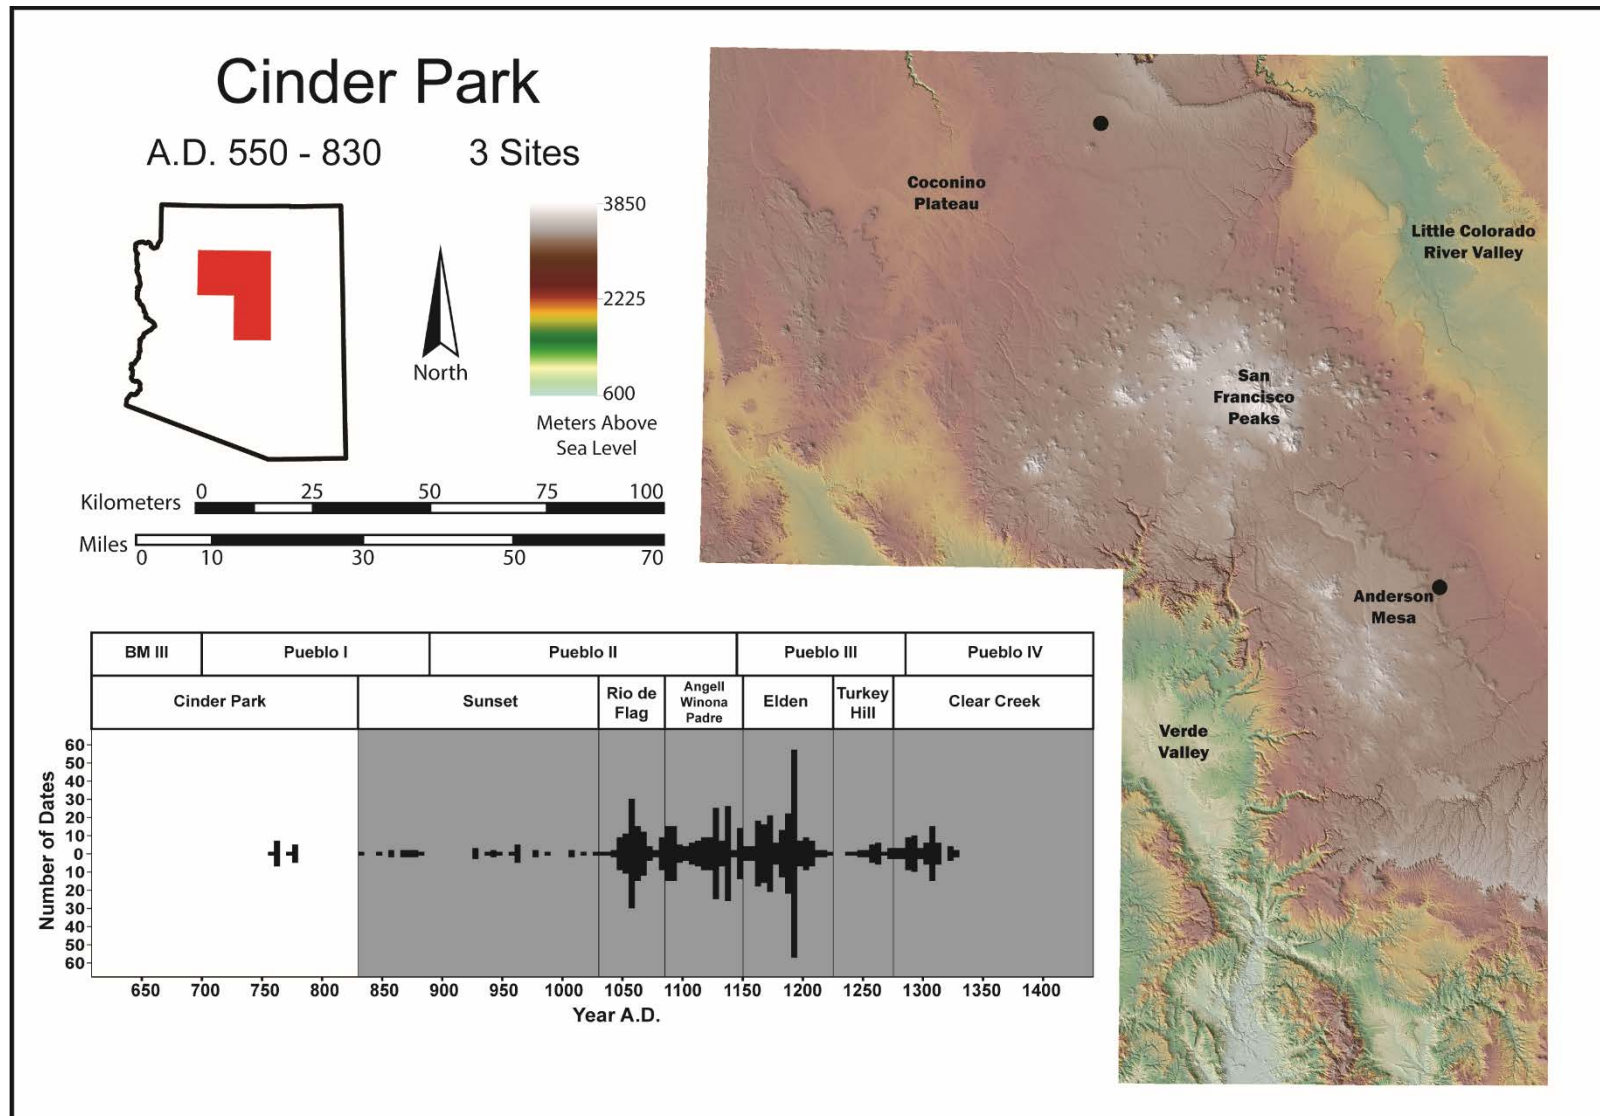 Cinder Park
A.D. 550 - 830 3 Sites
3850
2225
600
Meters Above
Sea Level
North
Kilometers 0 25 50 75 100
Miles 0 10 30 50 70
Coconino
Plateau
Little Colorado
River Valley
San
Francisco
Peaks
Anderson
Mesa
Verde
Valley
BM III Pueblo I Pueblo II Pueblo III Pueblo IV
Cinder Park Sunset Rio de Flag Angell Winona Padre Elden Turkey Hill Clear Creek
Number of Dates
60
50
40
30
20
10
0
10
20
30
40
50
60
650 700 750 800 850 900 950 1000 1050 1100 1150 1200 1250 1300 1350 1400
Year A.D.